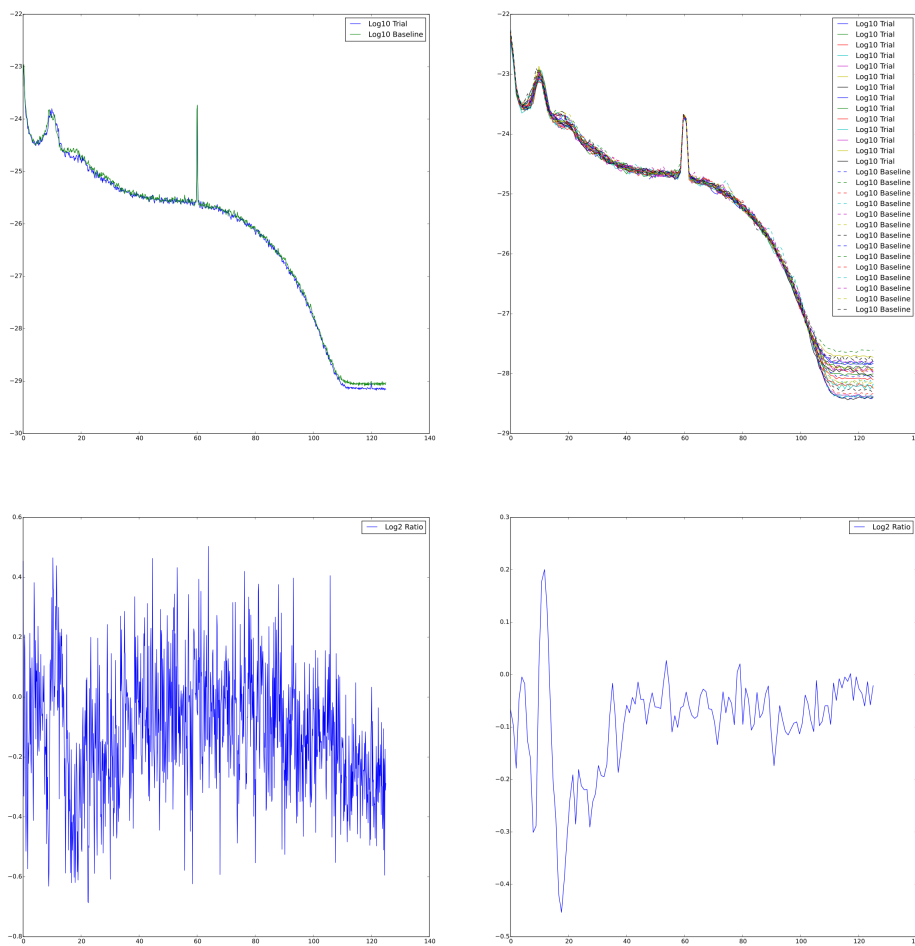 −22
Log10 Trial
Log10 Baseline
−23
−24
−25
−26
−27
−28
−29
−30
0 20 40 60 80 100 120 140
−22
Log10 Trial
Log10 Trial
Log10 Trial
Log10 Trial
Log10 Trial
Log10 Trial
Log10 Trial
Log10 Trial
Log10 Trial
Log10 Trial
Log10 Trial
Log10 Trial
Log10 Trial
Log10 Trial
Log10 Baseline
Log10 Baseline
Log10 Baseline
Log10 Baseline
Log10 Baseline
Log10 Baseline
Log10 Baseline
Log10 Baseline
Log10 Baseline
Log10 Baseline
Log10 Baseline
Log10 Baseline
Log10 Baseline
Log10 Baseline
−23
−24
−25
−26
−27
−28
−29
0 20 40 60 80 100 120
0.6
Log2 Ratio
0.4
0.2
0.0
−0.2
−0.4
−0.6
−0.8
0 20 40 60 80 100 120 140
0.3
Log2 Ratio
0.2
0.1
0.0
−0.1
−0.2
−0.3
−0.4
−0.5
0 20 40 60 80 100 120